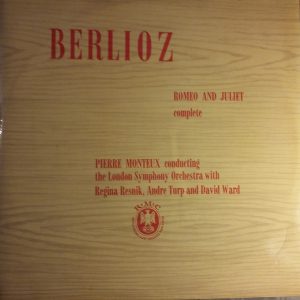 BERLIOZ
ROMEO AND JULIET
complete
PIERRE MONTEUX conducting
the London Symphony Orchestra with
Regina Resnik, Andre Turp and David Ward